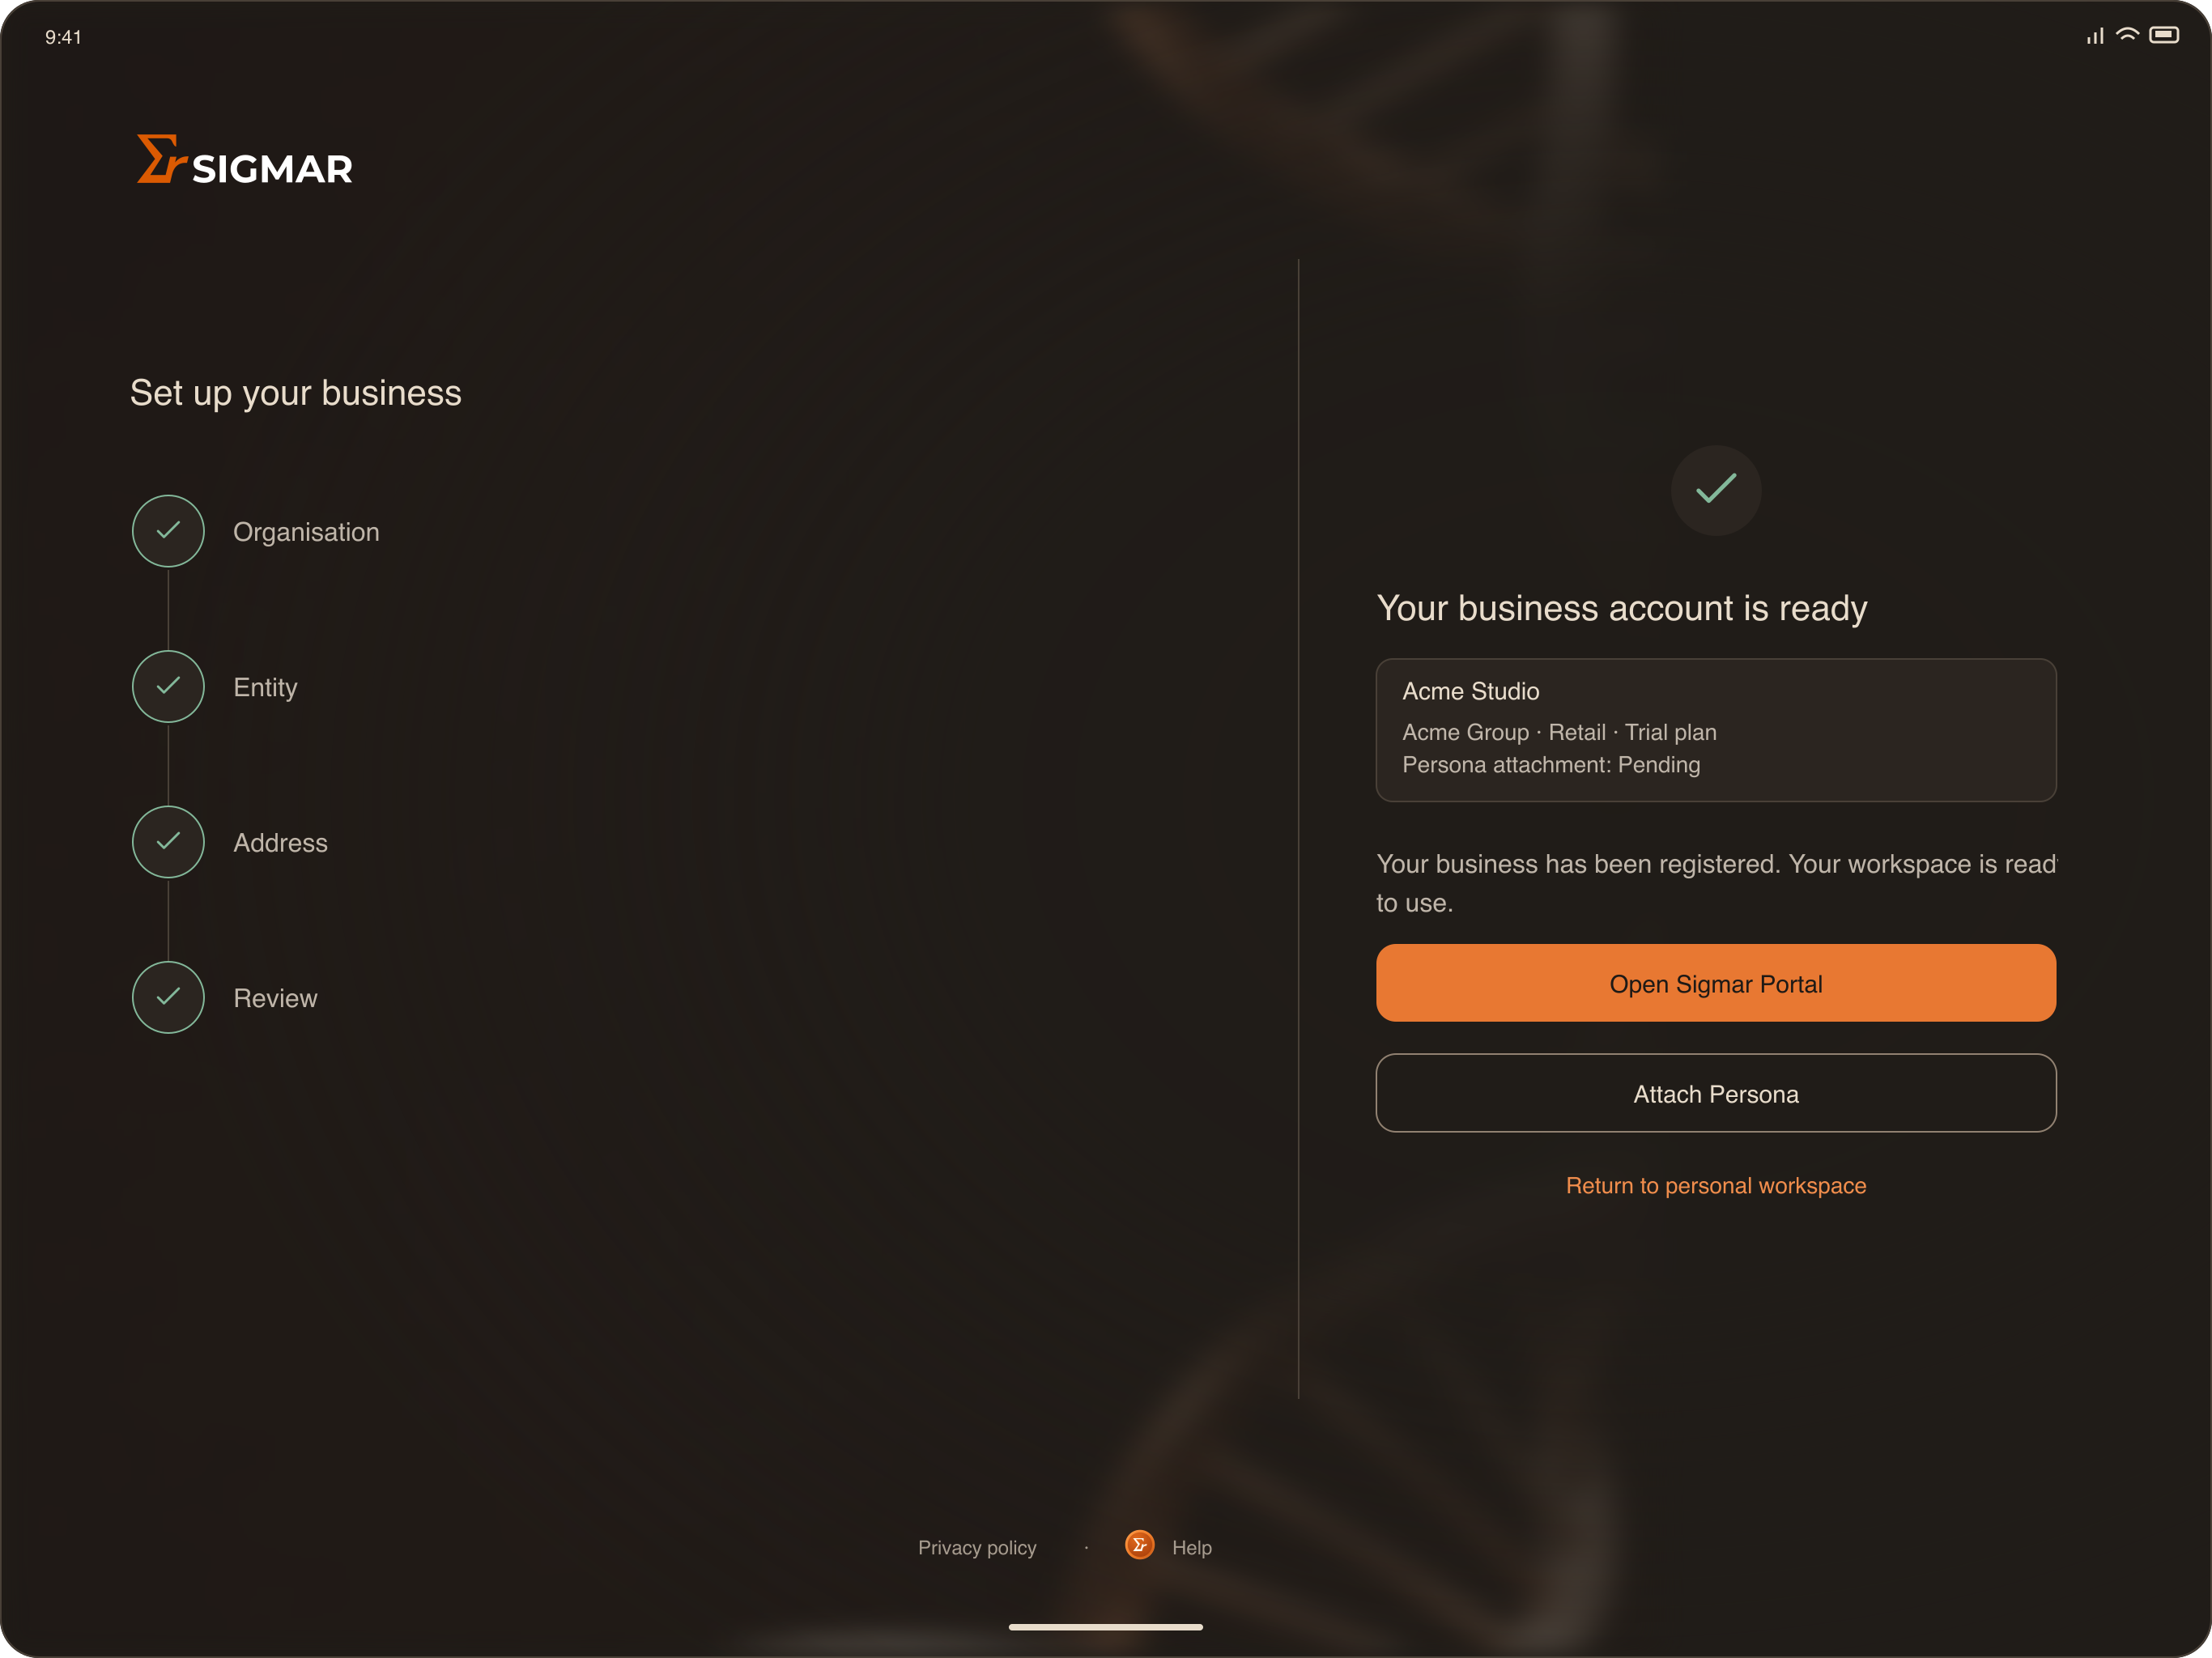 9:41
SIGMAR
Set up your business
Organisation
Entity
Address
Review
Your business account is ready
Acme Studio
Acme Group · Retail · Trial plan
Persona attachment: Pending
Your business has been registered. Your workspace is read
to use.
Open Sigmar Portal
Attach Persona
Return to personal workspace
Privacy policy · Σr Help